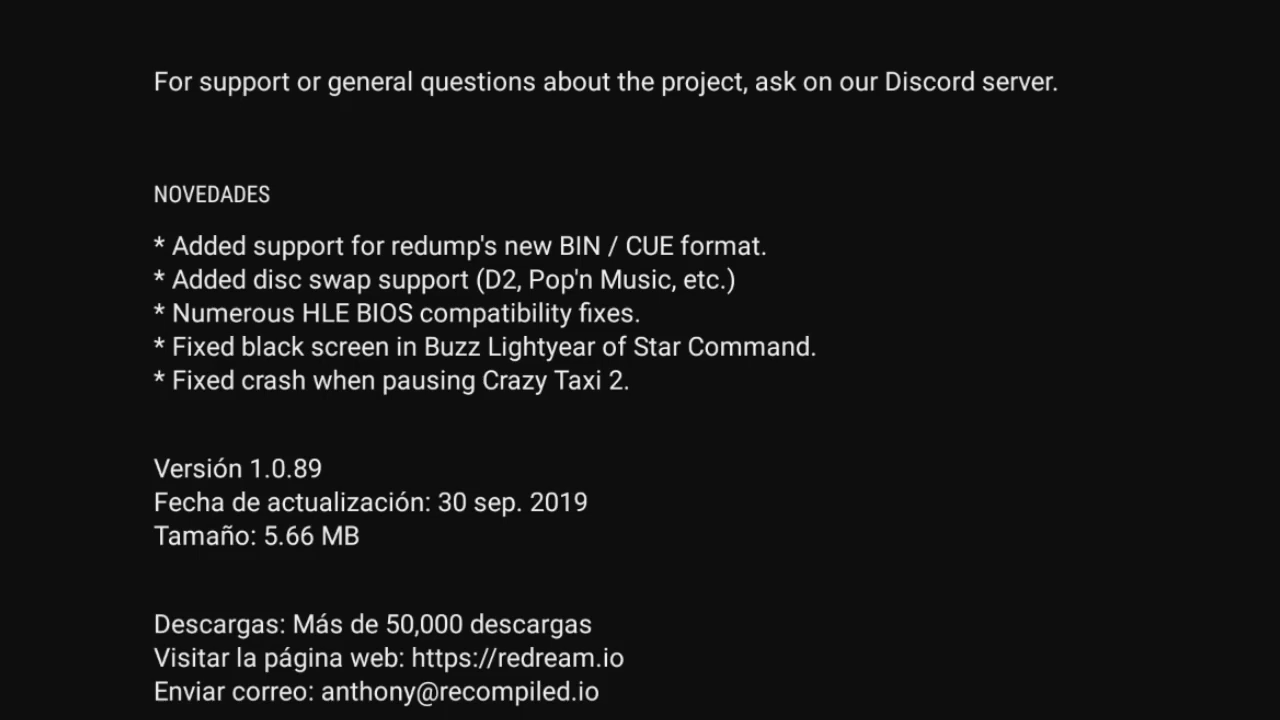 For support or general questions about the project, ask on our Discord server.
NOVEDADES
* Added support for redump's new BIN / CUE format.
* Added disc swap support (D2, Pop'n Music, etc.)
* Numerous HLE BIOS compatibility fixes.
* Fixed black screen in Buzz Lightyear of Star Command.
* Fixed crash when pausing Crazy Taxi 2.
Versión 1.0.89
Fecha de actualización: 30 sep. 2019
Tamaño: 5.66 MB
Descargas: Más de 50,000 descargas
Visitar la página web: https://redream.io
Enviar correo: anthony@recompiled.io